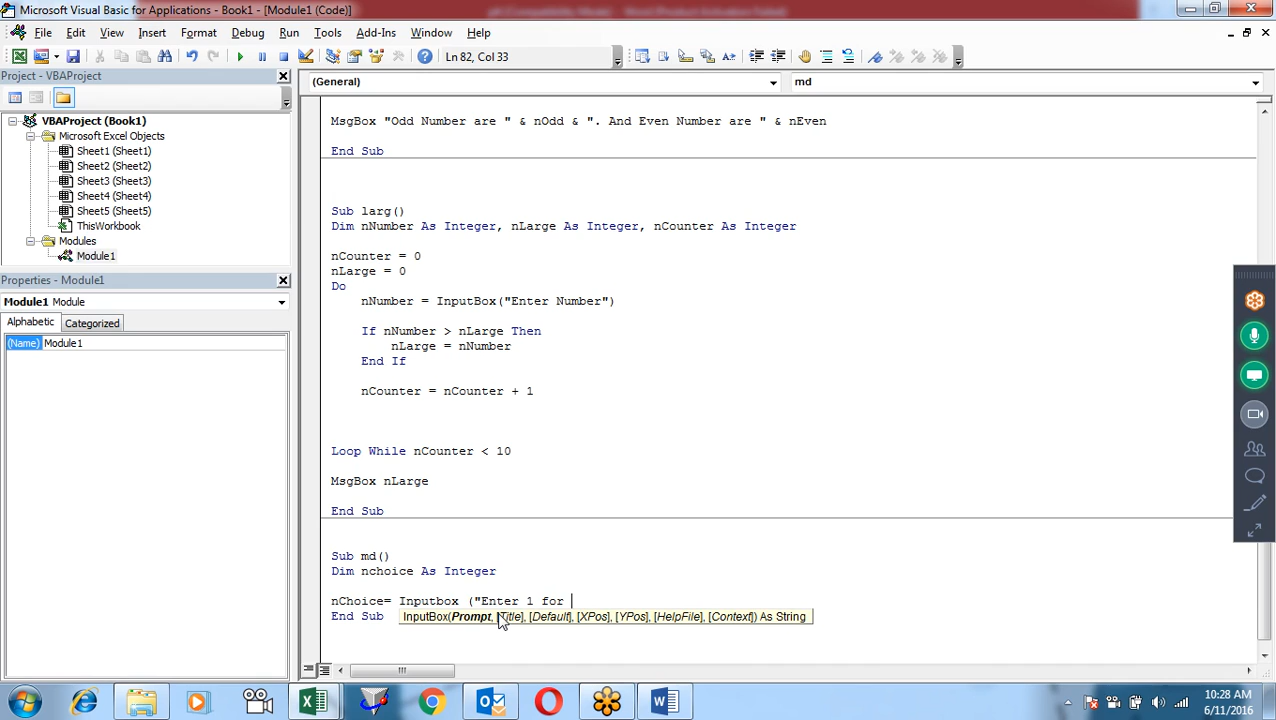 Microsoft Visual Basic for Applications - Book1 - [Module1 (Code)]
File Edit View Insert Format Debug Run Tools Add-Ins Window Help
Ln 82, Col 33
Project - VBAProject
(General)
md
VBAProject (Book1)
Microsoft Excel Objects
Sheet1 (Sheet1)
Sheet2 (Sheet2)
Sheet3 (Sheet3)
Sheet4 (Sheet4)
Sheet5 (Sheet5)
ThisWorkbook
Modules
Module1
Properties - Module1
Module1 Module
Alphabetic Categorized
(Name) Module1
MsgBox "Odd Number are " & nOdd & ". And Even Number are " & nEven
End Sub
Sub larg()
Dim nNumber As Integer, nLarge As Integer, nCounter As Integer
nCounter = 0
nLarge = 0
Do
nNumber = InputBox("Enter Number")
If nNumber > nLarge Then
nLarge = nNumber
End If
nCounter = nCounter + 1
Loop While nCounter < 10
MsgBox nLarge
End Sub
Sub md()
Dim nchoice As Integer
nChoice= Inputbox ("Enter 1 for
End Sub
InputBox(Prompt, [Title], [Default], [XPos], [YPos], [HelpFile], [Context]) As String
10:28 AM
6/11/2016